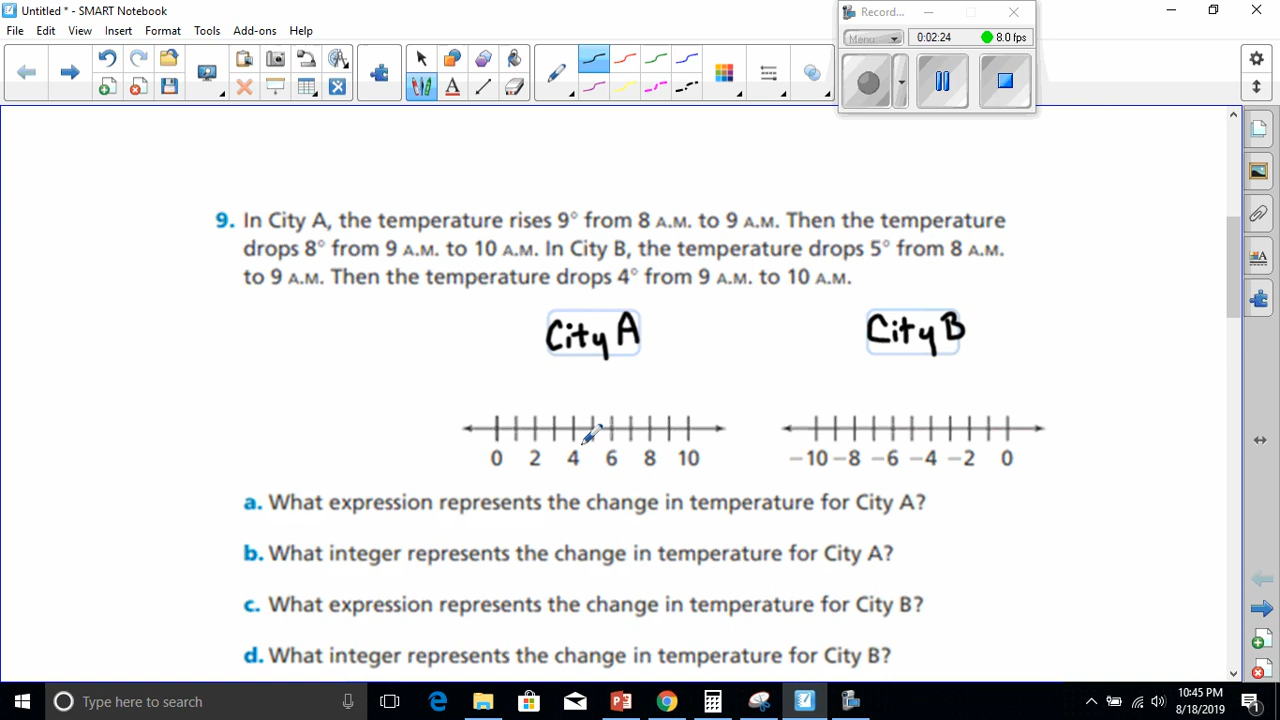 Untitled * - SMART Notebook
File Edit View Insert Format Tools Add-ons Help
Record...
Menu
0:02:24
8.0 fps
9. In City A, the temperature rises 9° from 8 A.M. to 9 A.M. Then the temperature
drops 8° from 9 A.M. to 10 A.M. In City B, the temperature drops 5° from 8 A.M.
to 9 A.M. Then the temperature drops 4° from 9 A.M. to 10 A.M.
City A
City B
0 2 4 6 8 10
−10 −8 −6 −4 −2 0
a. What expression represents the change in temperature for City A?
b. What integer represents the change in temperature for City A?
c. What expression represents the change in temperature for City B?
d. What integer represents the change in temperature for City B?
Type here to search
10:45 PM
8/18/2019
1